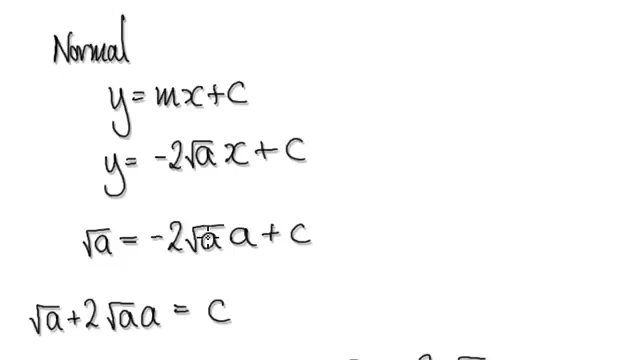 Normal
y = mx + c
y = -2√a x + c
√a = -2√a a + c
√a + 2√a a = c